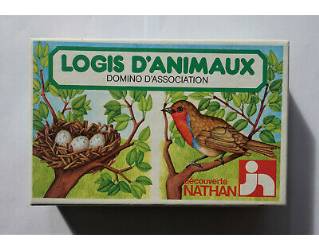 LOGIS D'ANIMAUX
DOMINO D'ASSOCIATION
découverte
NATHAN